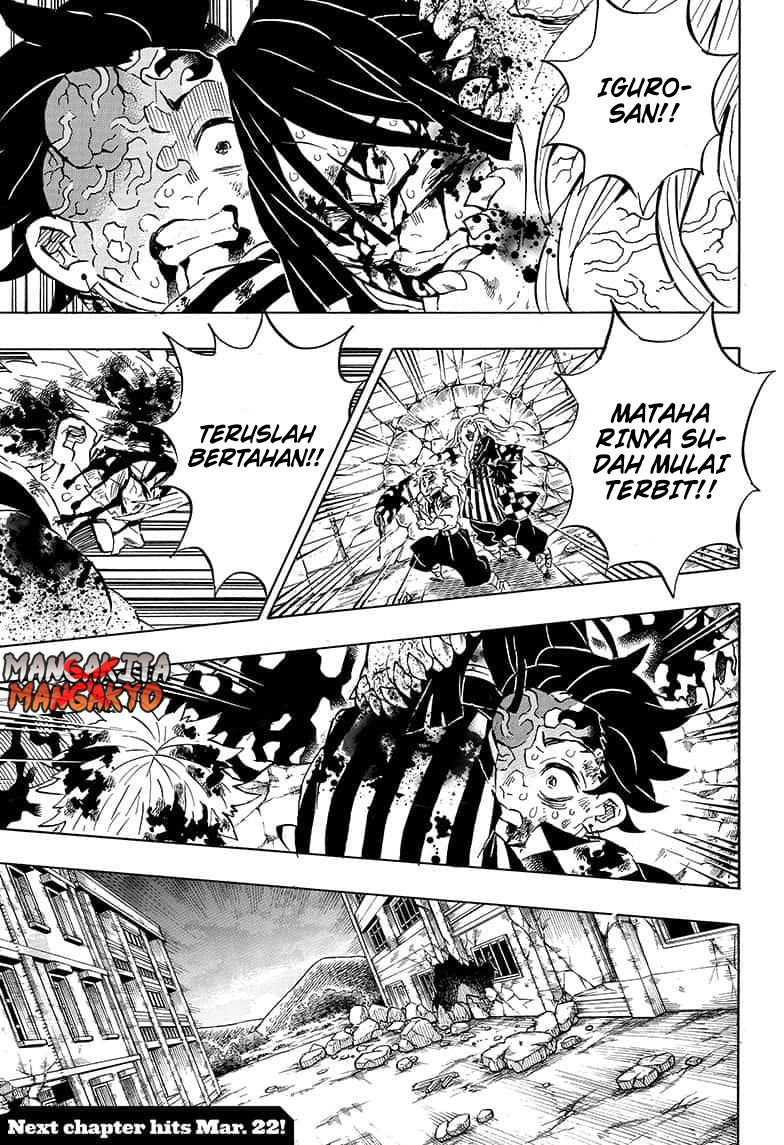 IGURO-
SAN!!
MATAHA
RINYA SU-
DAH MULAI
TERBIT!!
TERUSLAH
BERTAHAN!!
MANGAKITA
MANGAKYO
Next chapter hits Mar. 22!